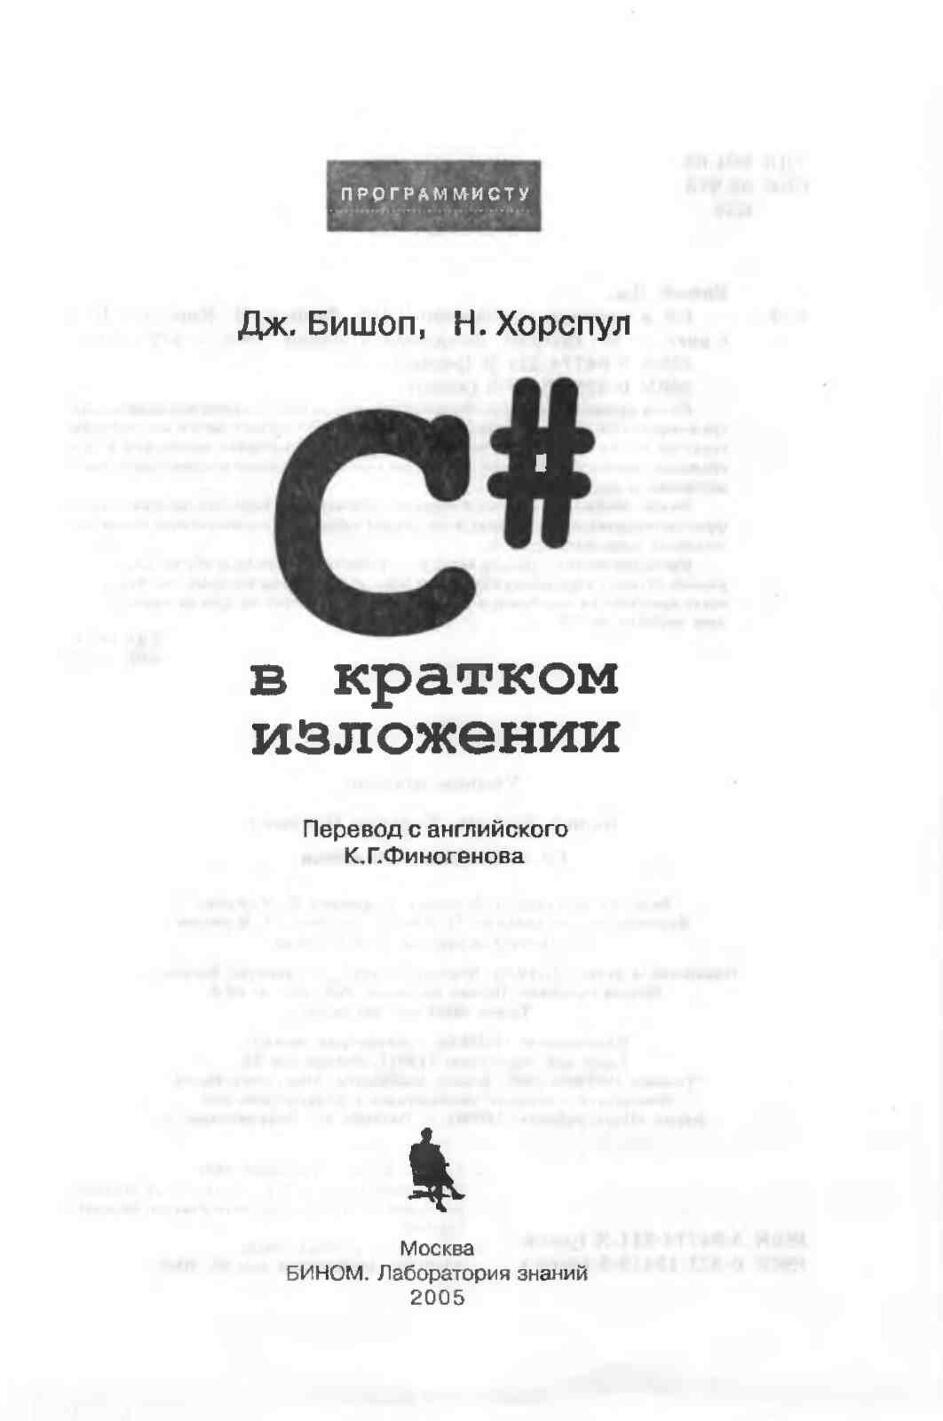 ПРОГРАММИСТУ
Дж. Бишоп, Н. Хорспул
C#
в кратком
изложении
Перевод с английского
К.Г.Финогенова
Москва
БИНОМ. Лаборатория знаний
2005